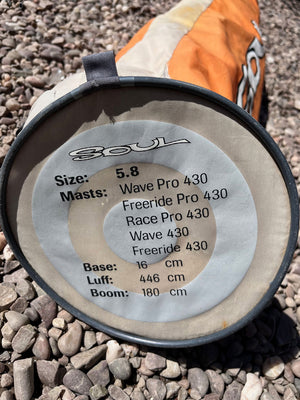 SOUL
Size: 5.8
Masts: Wave Pro 430
Freeride Pro 430
Race Pro 430
Wave 430
Freeride 430
Base: 16 cm
Luff: 446 cm
Boom: 180 cm